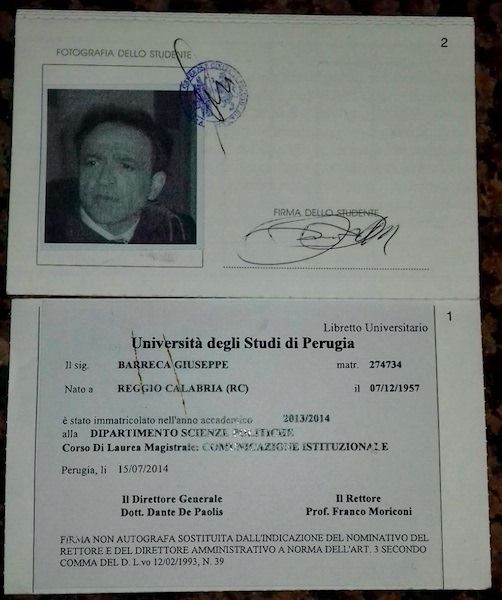 2
FOTOGRAFIA DELLO STUDENTE
FIRMA DELLO STUDENTE
1
Libretto Universitario
Università degli Studi di Perugia
Il sig. BARRECA GIUSEPPE matr. 274734
Nato a REGGIO CALABRIA (RC) il 07/12/1957
è stato immatricolato nell'anno accademico 2013/2014
alla DIPARTIMENTO SCIENZE POLITICHE
Corso Di Laurea Magistrale: COMUNICAZIONE ISTITUZIONALE
Perugia, li 15/07/2014
Il Direttore Generale Il Rettore
Dott. Dante De Paolis Prof. Franco Moriconi
FIRMA NON AUTOGRAFA SOSTITUITA DALL'INDICAZIONE DEL NOMINATIVO DEL
RETTORE E DEL DIRETTORE AMMINISTRATIVO A NORMA DELL'ART. 3 SECONDO
COMMA DEL D. L.vo 12/02/1993, N. 39